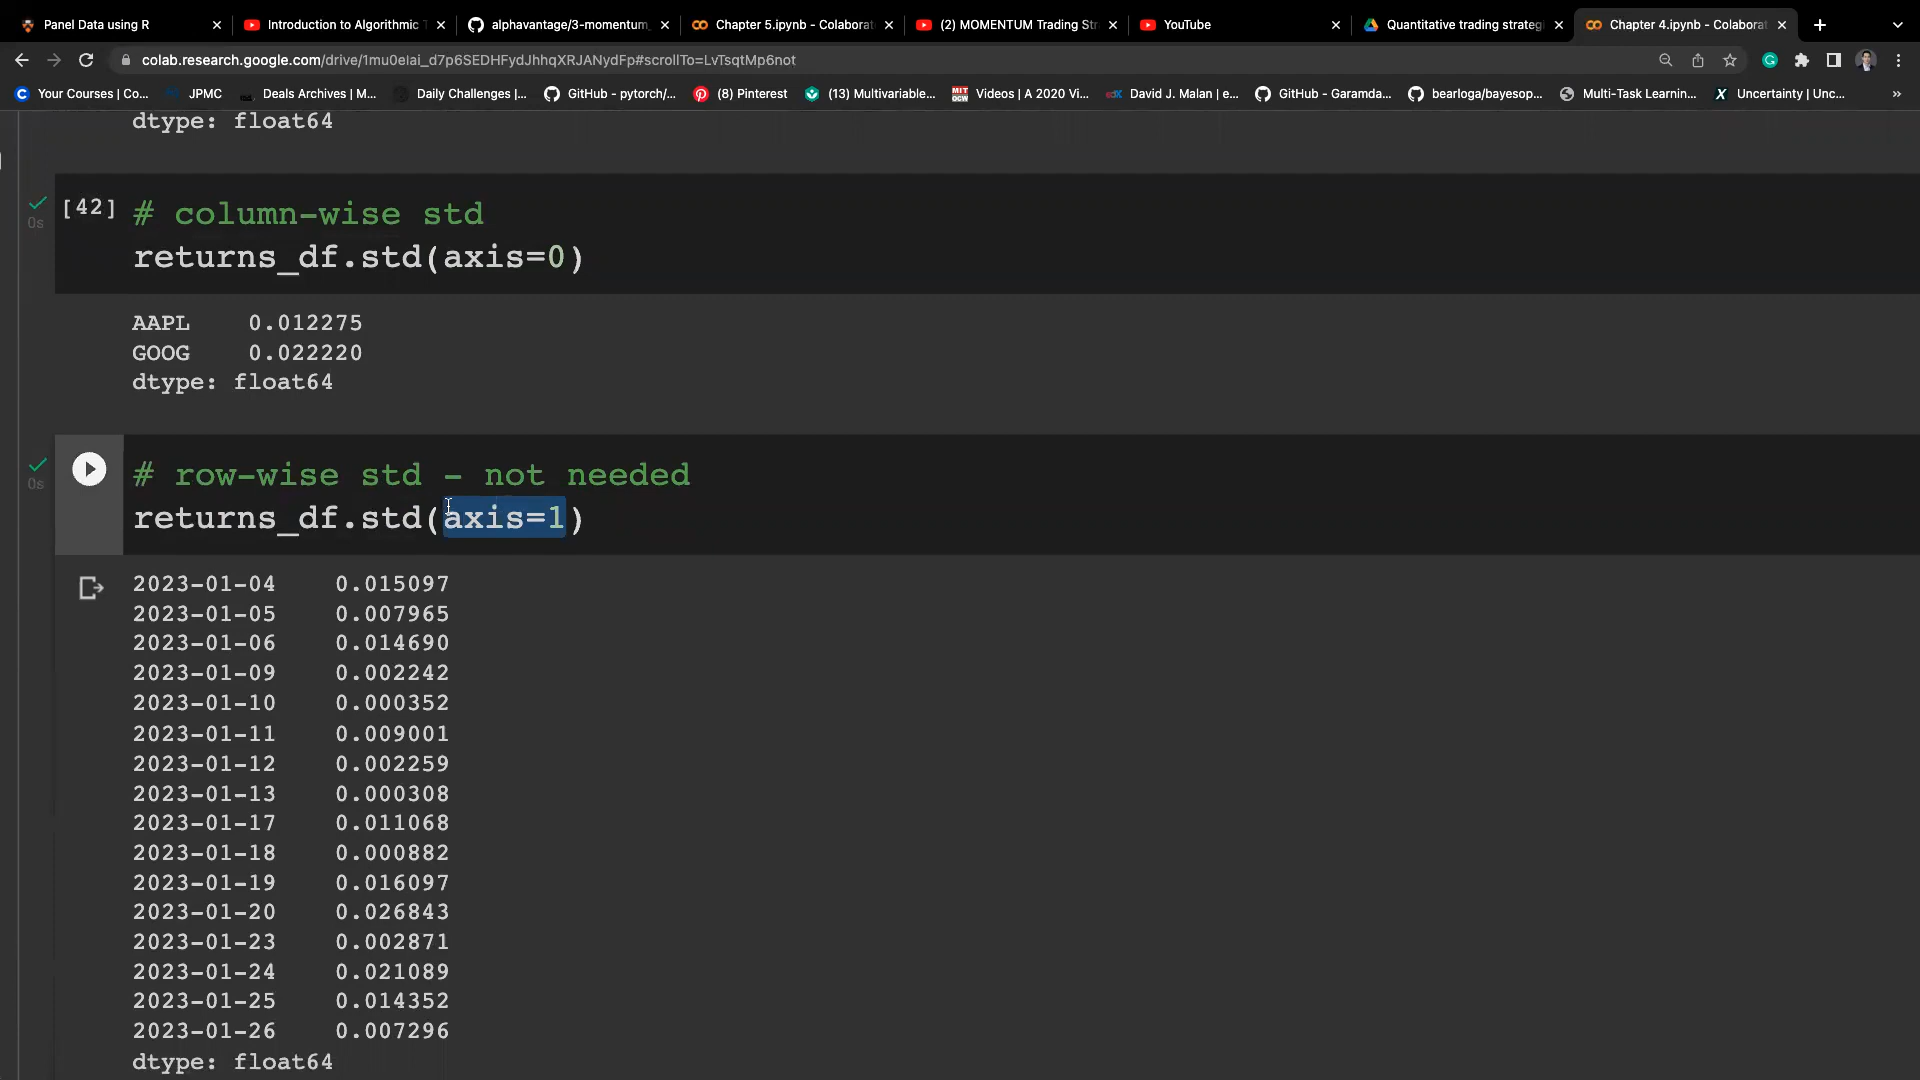 Panel Data using R
Introduction to Algorithmic T
alphavantage/3-momentum_
Chapter 5.ipynb - Colaborat
(2) MOMENTUM Trading Str
YouTube
Quantitative trading strategi
Chapter 4.ipynb - Colaborat
colab.research.google.com/drive/1mu0elai_d7p6SEDHFydJhhqXRJANydFp#scrollTo=LvTsqtMp6not
Your Courses | Co...
JPMC
Deals Archives | M...
Daily Challenges |...
GitHub - pytorch/...
(8) Pinterest
(13) Multivariable...
Videos | A 2020 Vi...
David J. Malan | e...
GitHub - Garamda...
bearloga/bayesop...
Multi-Task Learnin...
Uncertainty | Unc...
dtype: float64
[42] # column-wise std
0s
returns_df.std(axis=0)
AAPL 0.012275
GOOG 0.022220
dtype: float64
# row-wise std - not needed
0s
returns_df.std(axis=1)
2023-01-04 0.015097
2023-01-05 0.007965
2023-01-06 0.014690
2023-01-09 0.002242
2023-01-10 0.000352
2023-01-11 0.009001
2023-01-12 0.002259
2023-01-13 0.000308
2023-01-17 0.011068
2023-01-18 0.000882
2023-01-19 0.016097
2023-01-20 0.026843
2023-01-23 0.002871
2023-01-24 0.021089
2023-01-25 0.014352
2023-01-26 0.007296
dtype: float64